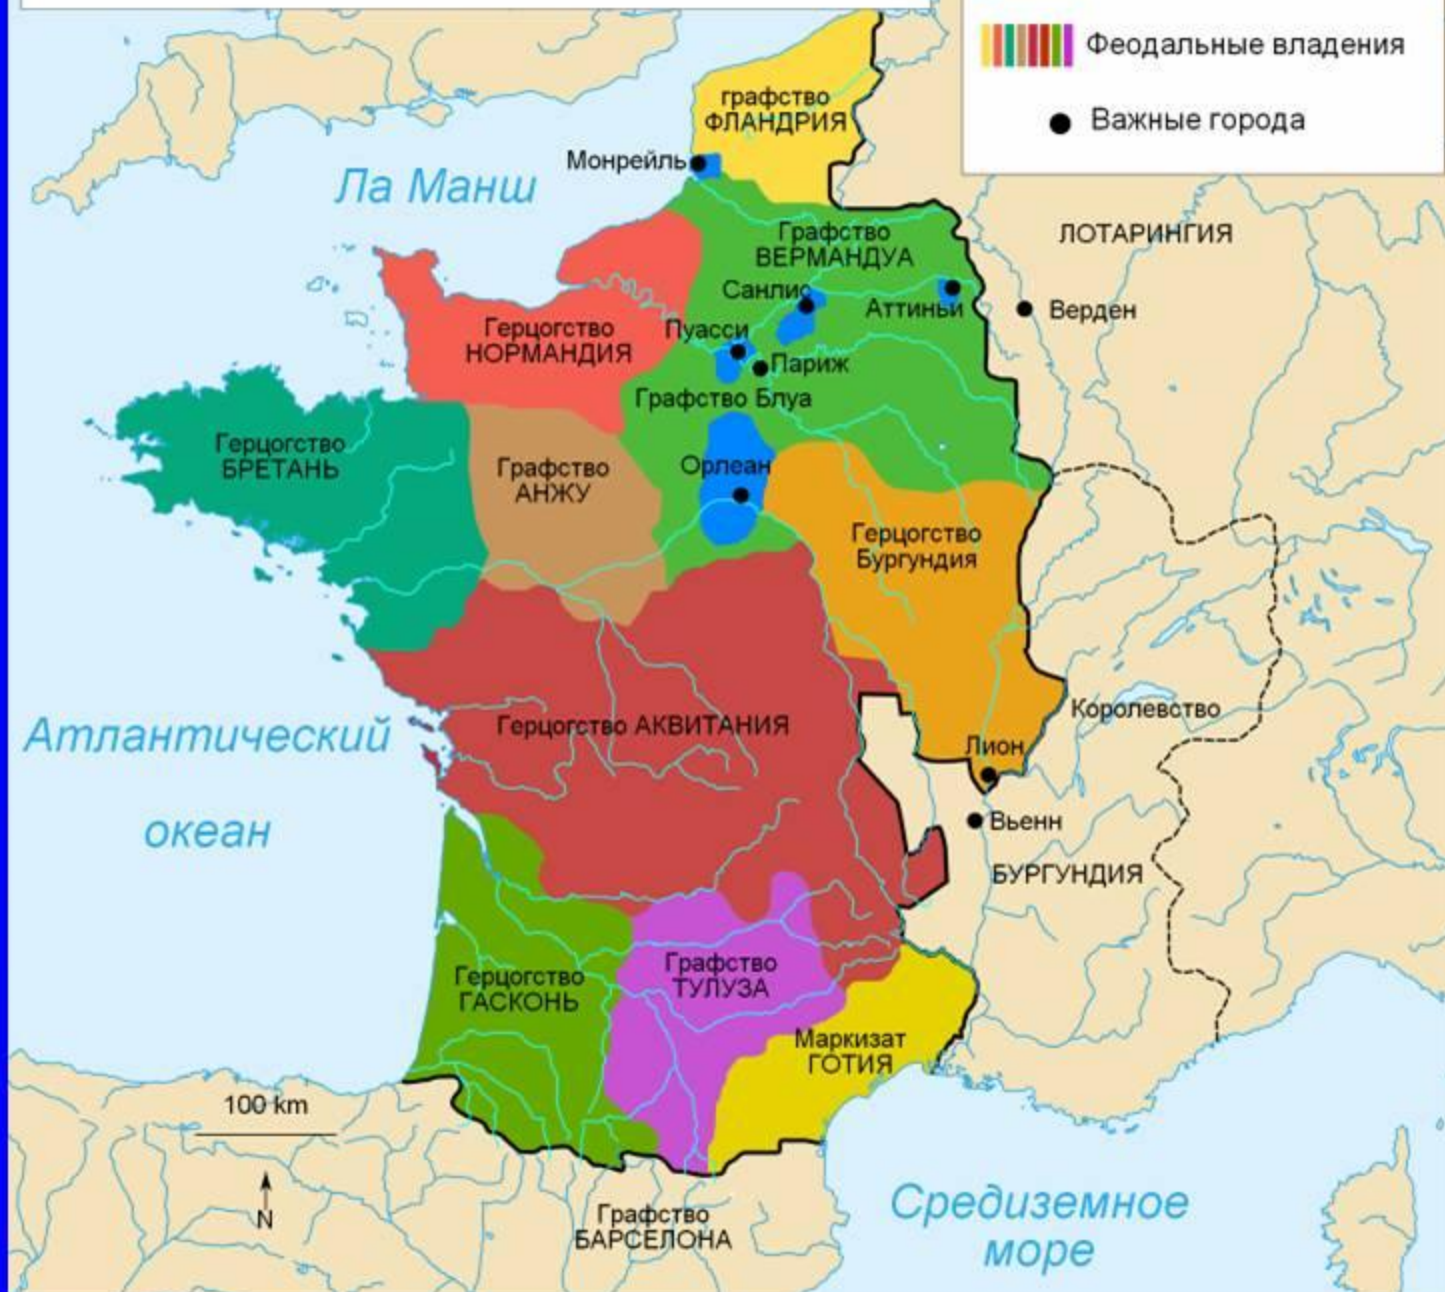 Феодальные владения
Важные города
графство
ФЛАНДРИЯ
Монрейль
Ла Манш
Графство
ВЕРМАНДУА
ЛОТАРИНГИЯ
Санлис
Аттиньи
Верден
Герцогство
НОРМАНДИЯ
Пуасси
Париж
Графство Блуа
Герцогство
БРЕТАНЬ
Графство
АНЖУ
Орлеан
Герцогство
Бургундия
Атлантический
океан
Герцогство АКВИТАНИЯ
Королевство
Лион
Вьенн
БУРГУНДИЯ
Герцогство
ГАСКОНЬ
Графство
ТУЛУЗА
Маркизат
ГОТИЯ
100 km
N
Графство
БАРСЕЛОНА
Средиземное
море